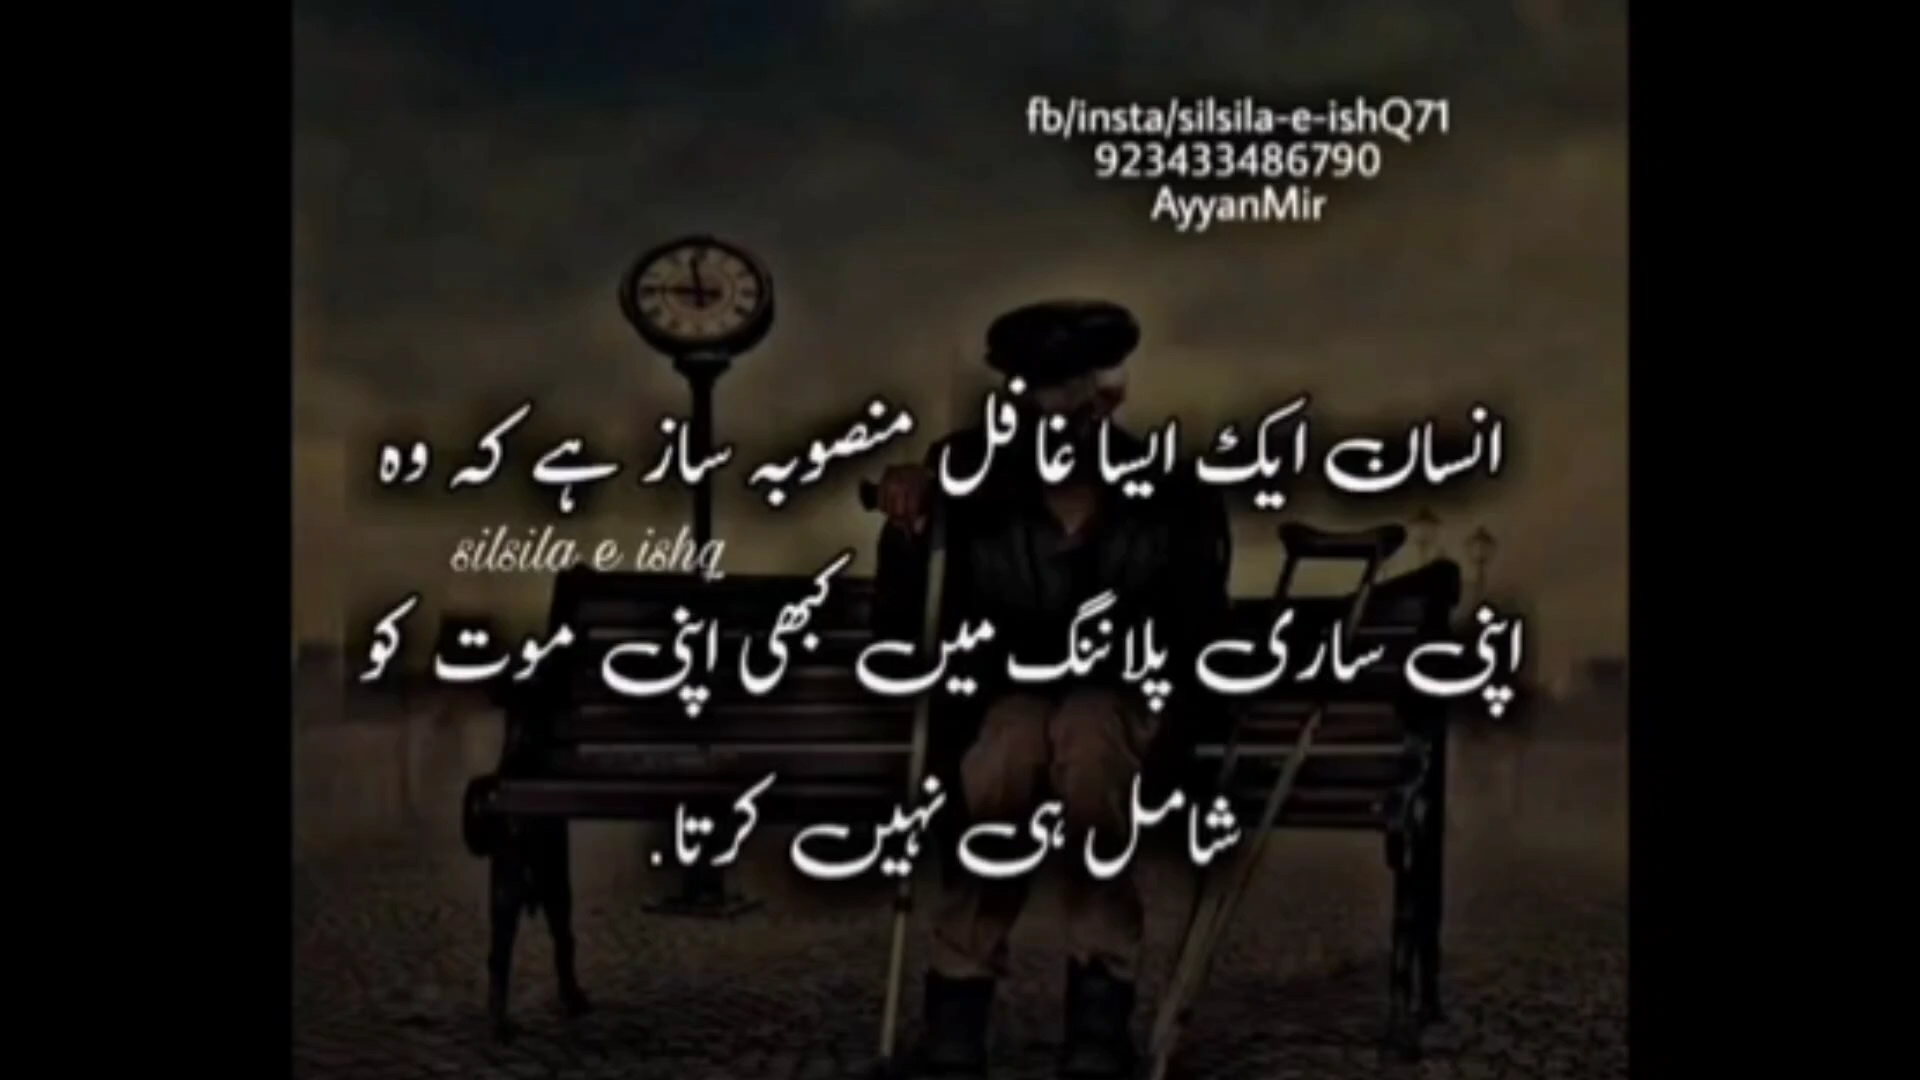 fb/insta/silsila-e-ishQ71
923433486790
AyyanMir
انسان ایک ایسا غافل منصوبہ ساز ہے کہ وہ
silsila e ishq
اپنی ساری پلاننگ میں کبھی اپنی موت کو
شامل ہی نہیں کرتا.